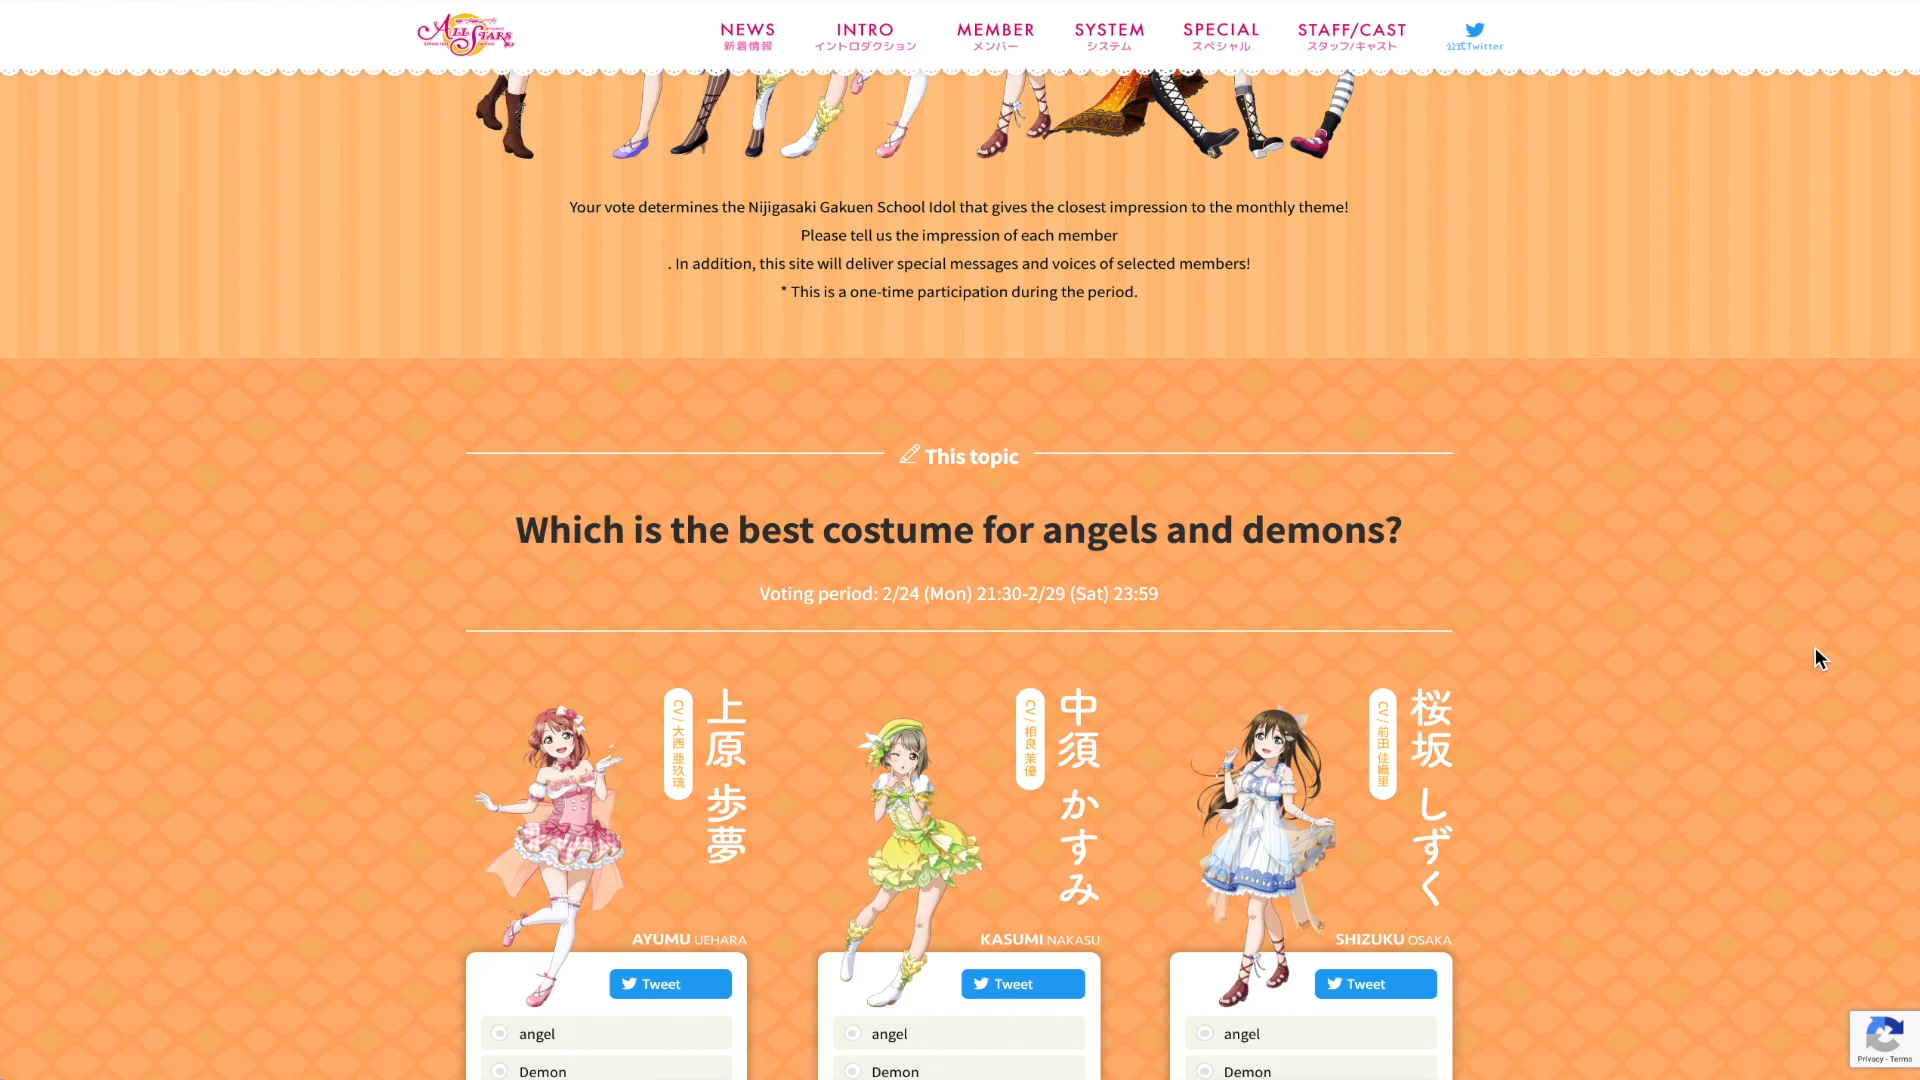 ALL STARS
NEWS
新着情報
INTRO
イントロダクション
MEMBER
メンバー
SYSTEM
システム
SPECIAL
スペシャル
STAFF/CAST
スタッフ/キャスト
公式Twitter
Your vote determines the Nijigasaki Gakuen School Idol that gives the closest impression to the monthly theme!
Please tell us the impression of each member
. In addition, this site will deliver special messages and voices of selected members!
* This is a one-time participation during the period.
This topic
Which is the best costume for angels and demons?
Voting period: 2/24 (Mon) 21:30-2/29 (Sat) 23:59
上原 歩夢
CV/大西 亜玖璃
AYUMU UEHARA
Tweet
angel
Demon
中須 かすみ
CV/相良 茉優
KASUMI NAKASU
Tweet
angel
Demon
桜坂 しずく
CV/前田 佳織里
SHIZUKU OSAKA
Tweet
angel
Demon
Privacy - Terms